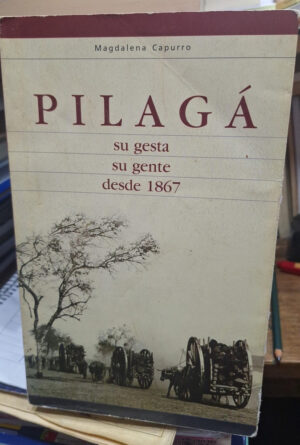 Magdalena Capurro
PILAGÁ
su gesta
su gente
desde 1867